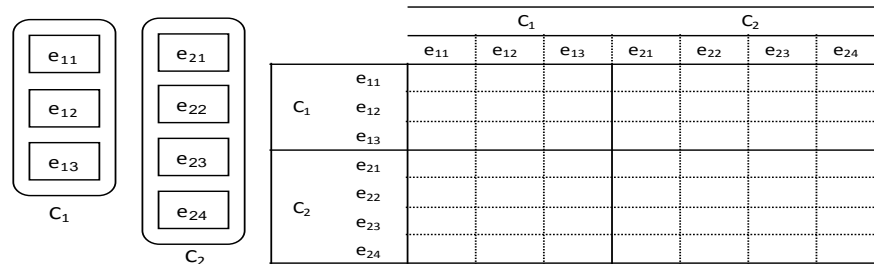 e₁₁
e₁₂
e₁₃
C₁
e₂₁
e₂₂
e₂₃
e₂₄
C₂
C₁ C₂
e₁₁ e₁₂ e₁₃ e₂₁ e₂₂ e₂₃ e₂₄
C₁
e₁₁
e₁₂
e₁₃
C₂
e₂₁
e₂₂
e₂₃
e₂₄